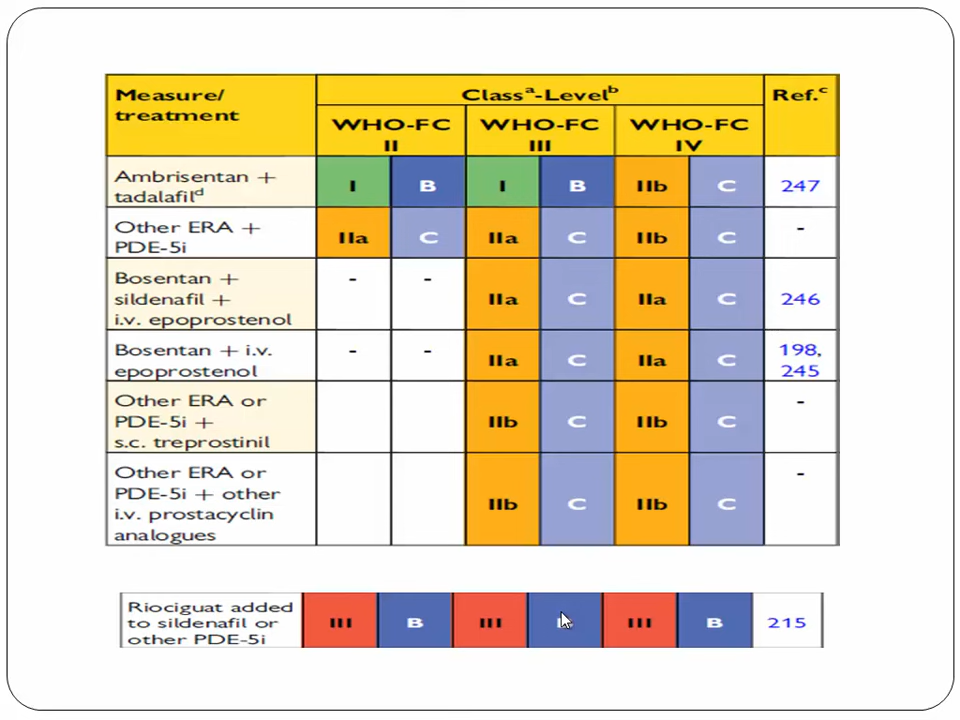 Measure/ Classᵃ-Levelᵇ Ref.ᶜ
treatment WHO-FC WHO-FC WHO-FC
II III IV
Ambrisentan + I B I B IIb C 247
tadalafilᵈ
Other ERA + IIa C IIa C IIb C -
PDE-5i
Bosentan + - - IIa C IIa C 246
sildenafil +
i.v. epoprostenol
Bosentan + i.v. - - IIa C IIa C 198,
epoprostenol 245
Other ERA or IIb C IIb C -
PDE-5i +
s.c. treprostinil
Other ERA or IIb C IIb C -
PDE-5i + other
i.v. prostacyclin
analogues
Riociguat added III B III III B 215
to sildenafil or
other PDE-5i